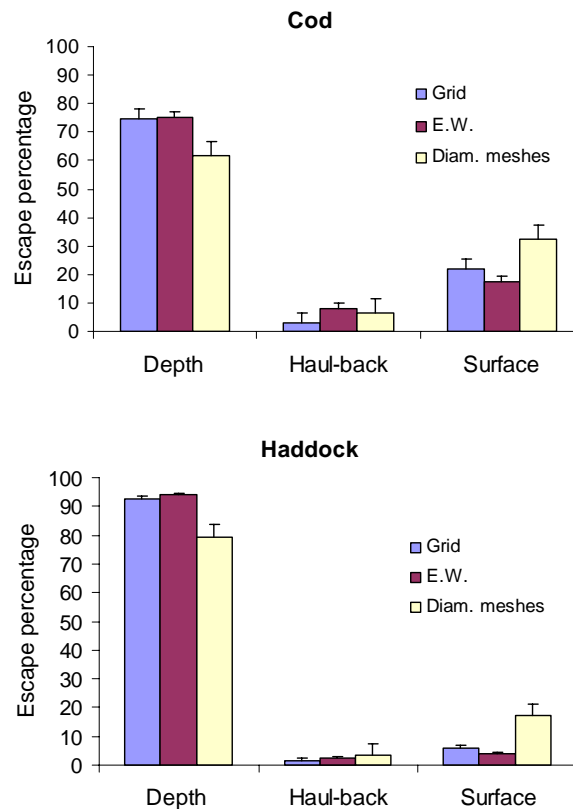 Cod
Escape percentage
100
90
80
70
60
50
40
30
20
10
0
Grid
E.W.
Diam. meshes
Depth Haul-back Surface
Haddock
Escape percentage
100
90
80
70
60
50
40
30
20
10
0
Grid
E.W.
Diam. meshes
Depth Haul-back Surface